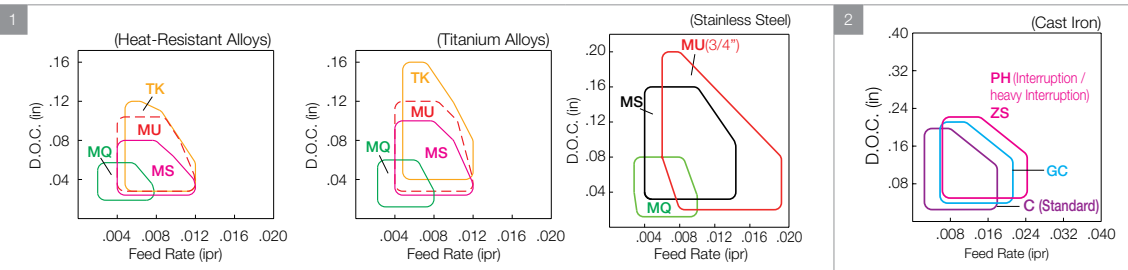 1
(Heat-Resistant Alloys)
.16
.12
.08
.04
D.O.C. (in)
TK
MU
MQ
MS
.004 .008 .012 .016 .020
Feed Rate (ipr)
(Titanium Alloys)
.16
.12
.08
.04
D.O.C. (in)
TK
MU
MQ
MS
.004 .008 .012 .016 .020
Feed Rate (ipr)
(Stainless Steel)
.20
.16
.12
.08
.04
D.O.C. (in)
MU(3/4")
MS
MQ
.004 .008 .012 .016 .020
Feed Rate (ipr)
2
(Cast Iron)
.40
.32
.24
.16
.08
D.O.C. (in)
PH (Interruption /
heavy Interruption)
ZS
GC
C (Standard)
.008 .016 .024 .032 .040
Feed Rate (ipr)